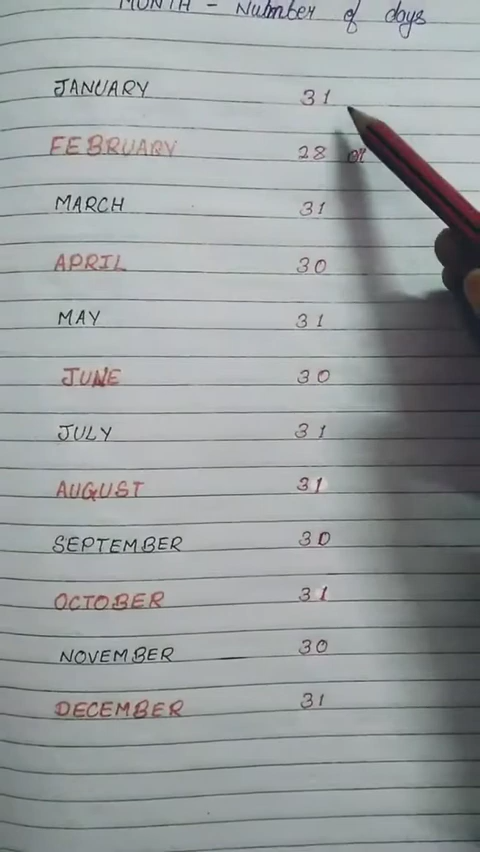 MONTH - Number of days
JANUARY 31
FEBRUARY 28 or
MARCH 31
APRIL 30
MAY 31
JUNE 30
JULY 31
AUGUST 31
SEPTEMBER 30
OCTOBER 31
NOVEMBER 30
DECEMBER 31